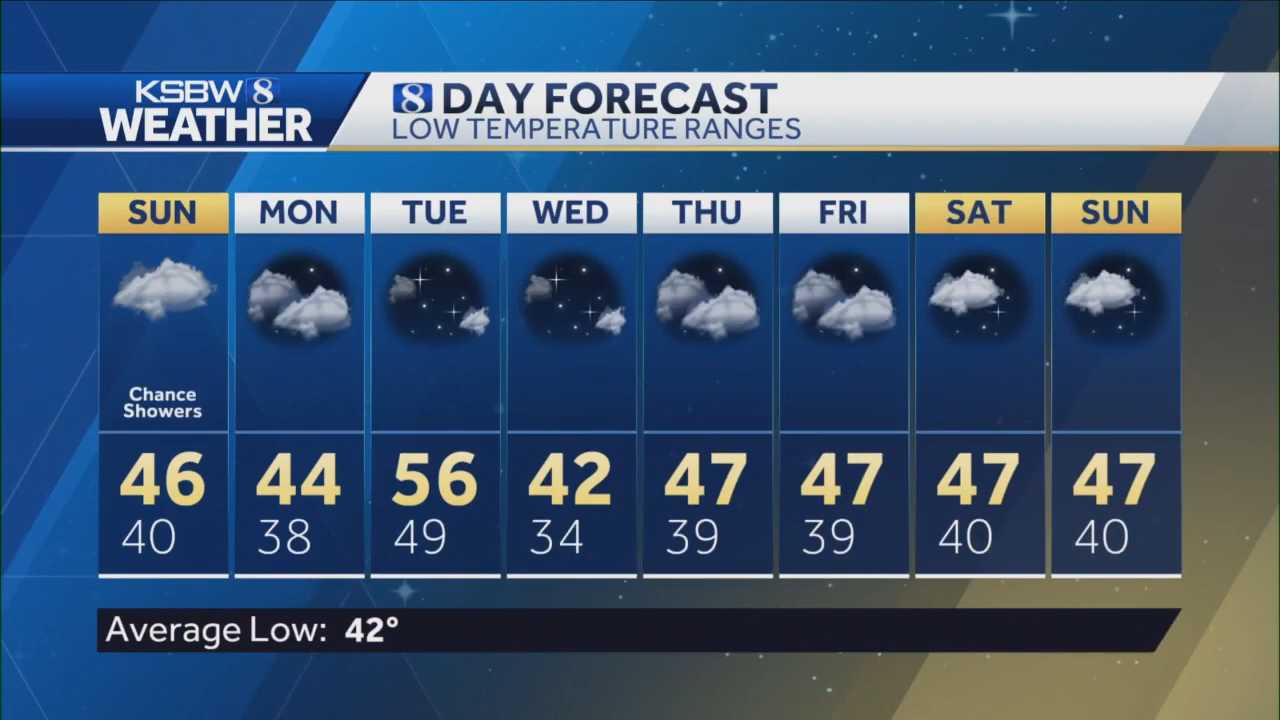 KSBW 8
WEATHER
8 DAY FORECAST
LOW TEMPERATURE RANGES
SUN MON TUE WED THU FRI SAT SUN
Chance
Showers
46 44 56 42 47 47 47 47
40 38 49 34 39 39 40 40
Average Low: 42°